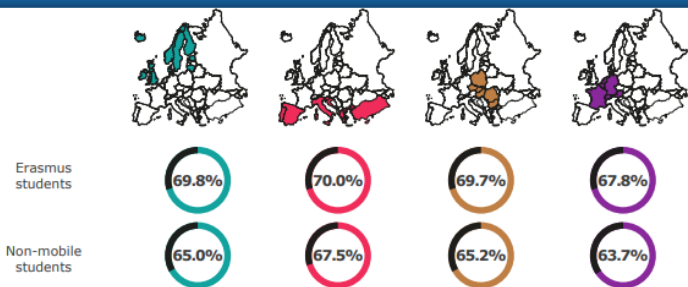 Erasmus
students
69.8% 70.0% 69.7% 67.8%
Non-mobile
students
65.0% 67.5% 65.2% 63.7%